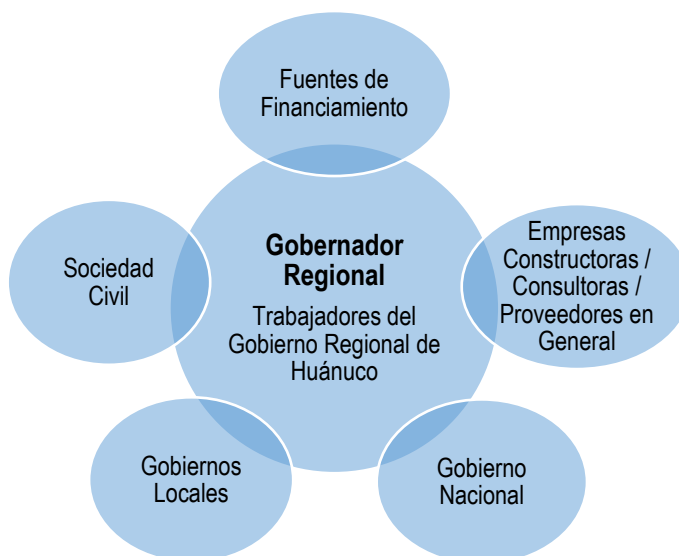 Fuentes de
Financiamiento
Gobernador
Regional
Trabajadores del
Gobierno Regional de
Huánuco
Empresas
Constructoras /
Consultoras /
Proveedores en
General
Sociedad
Civil
Gobiernos
Locales
Gobierno
Nacional